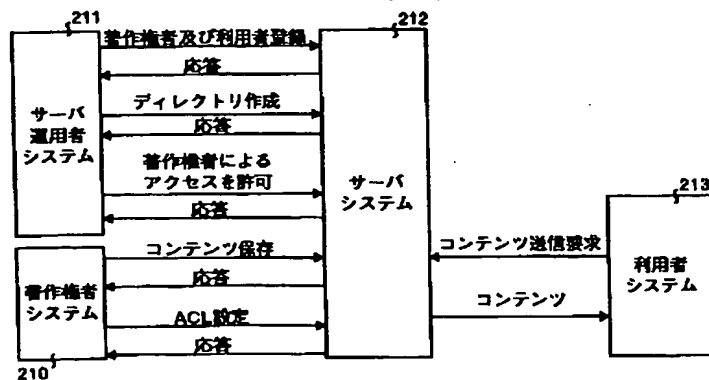 211
212
著作権者及び利用者登録
応答
ディレクトリ作成
応答
サーバ
運用者
システム
著作権者による
アクセスを許可
応答
サーバ
システム
213
コンテンツ保存
応答
著作権者
システム
ACL設定
応答
210
コンテンツ送信要求
コンテンツ
利用者
システム